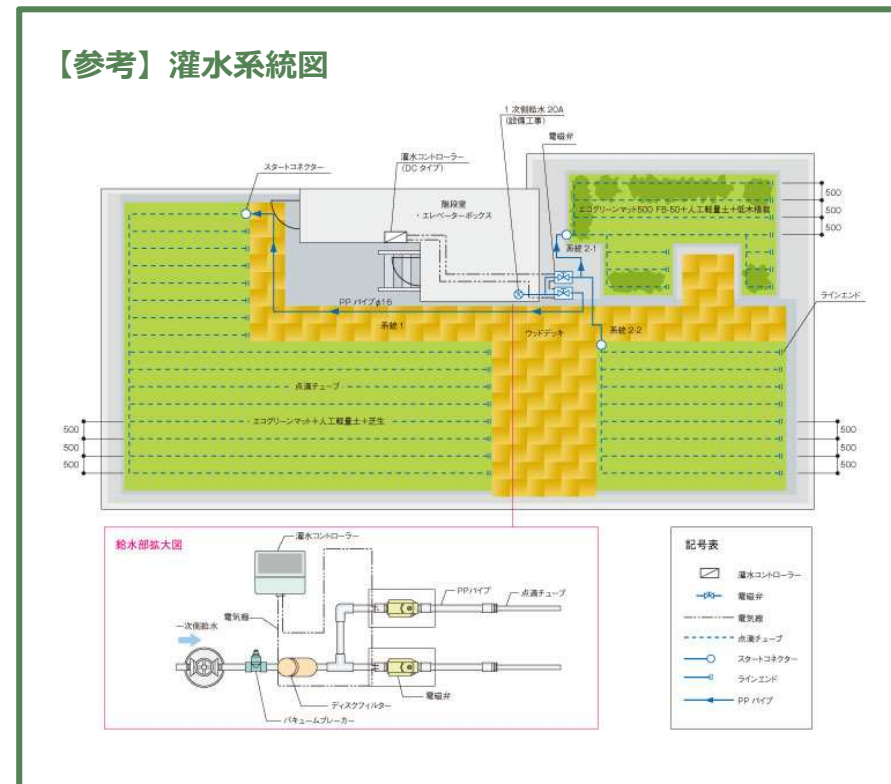 【参考】灌水系統図
1次側給水 20A
(設備工事)
電磁弁
灌水コントローラー
(DCタイプ)
スタートコネクター
階段室
・エレベーターボックス
エコグリーンマット500 FB-50+人工軽量土+低木植栽
500
500
500
系統2-1
ラインエンド
PPパイプφ16
系統1
ウッドデッキ
系統2-2
点滴チューブ
エコグリーンマット+人工軽量土+芝生
500
500
500
500
500
500
給水部拡大図
灌水コントローラー
PPパイプ
点滴チューブ
電気線
一次側給水
電磁弁
ディスクフィルター
バキュームブレーカー
記号表
灌水コントローラー
電磁弁
電気線
点滴チューブ
スタートコネクター
ラインエンド
PPパイプ